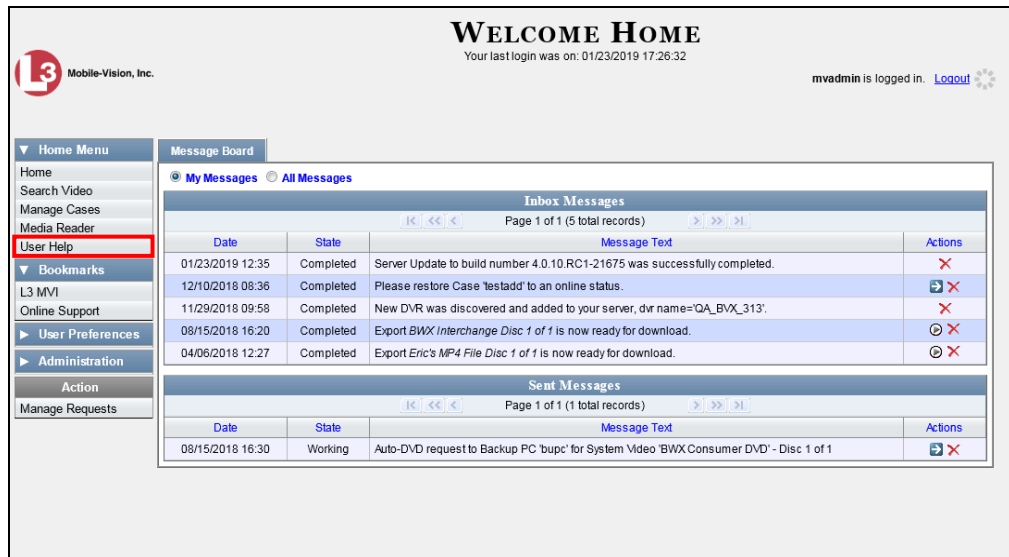 WELCOME HOME
Your last login was on: 01/23/2019 17:26:32
L3 Mobile-Vision, Inc.
mvadmin is logged in. Logout
▼ Home Menu
Home
Search Video
Manage Cases
Media Reader
User Help
▼ Bookmarks
L3 MVI
Online Support
▶ User Preferences
▶ Administration
Action
Manage Requests
Message Board
My Messages All Messages
Inbox Messages
|< << < Page 1 of 1 (5 total records) > >> >|
Date State Message Text Actions
01/23/2019 12:35 Completed Server Update to build number 4.0.10.RC1-21675 was successfully completed.
12/10/2018 08:36 Completed Please restore Case 'testadd' to an online status.
11/29/2018 09:58 Completed New DVR was discovered and added to your server, dvr name='QA_BVX_313'.
08/15/2018 16:20 Completed Export BWX Interchange Disc 1 of 1 is now ready for download.
04/06/2018 12:27 Completed Export Eric's MP4 File Disc 1 of 1 is now ready for download.
Sent Messages
|< << < Page 1 of 1 (1 total records) > >> >|
Date State Message Text Actions
08/15/2018 16:30 Working Auto-DVD request to Backup PC 'bupc' for System Video 'BWX Consumer DVD' - Disc 1 of 1